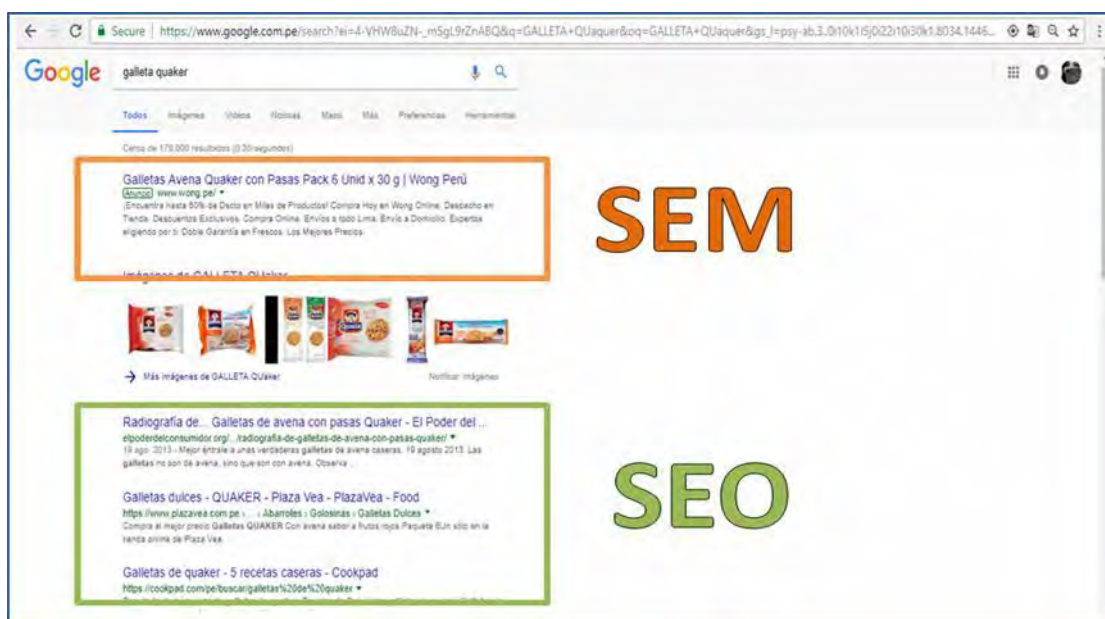 Secure | https://www.google.com.pe/search?ei=4-VHW8uZN-_m5gL9rZnABQ&q=GALLETA+QUaquer&oq=GALLETA+QUaquer&gs_l=psy-ab.3..0i10k1l5j0i22i10i30k1.8034.1446...
Google
galleta quaker
Todos Imágenes Videos Noticias Maps Más Preferencias Herramientas
Cerca de 178,000 resultados (0.30 segundos)
Galletas Avena Quaker con Pasas Pack 6 Unid x 30 g | Wong Perú
Anuncio www.wong.pe/
¡Encuentra hasta 60% de Dscto en Miles de Productos! Compra Hoy en Wong Online. Despacho en
Tienda. Descuentos Exclusivos. Compra Online. Envíos a todo Lima. Envío a Domicilio. Expertos
eligiendo por ti. Doble Garantía en Frescos. Los Mejores Precios.
SEM
Imágenes de GALLETA QUaker
Más imágenes de GALLETA QUaker
Notificar imágenes
Radiografía de... Galletas de avena con pasas Quaker - El Poder del ...
elpoderdelconsumidor.org/.../radiografia-de-galletas-de-avena-con-pasas-quaker/
19 ago. 2013 - Mejor éntrale a unas verdaderas galletas de avena caseras. 19 agosto 2013. Las
galletas no son de avena, sino que son con avena. Observa ...
SEO
Galletas dulces - QUAKER - Plaza Vea - PlazaVea - Food
https://www.plazavea.com.pe › ... › Abarrotes › Golosinas › Galletas Dulces
Compra al mejor precio Galletas QUAKER Con avena sabor a frutos rojos Paquete 6Un sólo en la
tienda online de Plaza Vea.
Galletas de quaker - 5 recetas caseras - Cookpad
https://cookpad.com/pe/buscar/galletas%20de%20quaker